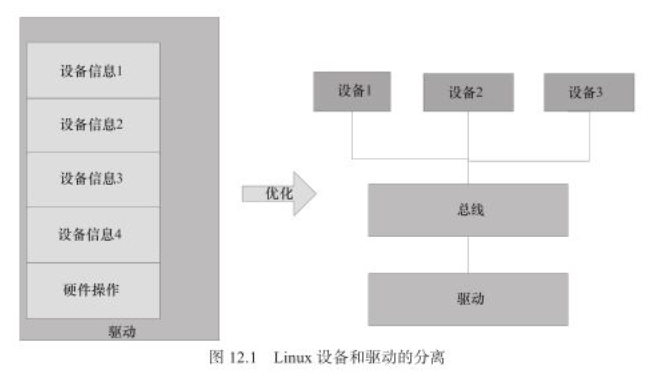 设备信息1
设备信息2
设备信息3
设备信息4
硬件操作
驱动
优化
设备1
设备2
设备3
总线
驱动
图 12.1 Linux 设备和驱动的分离